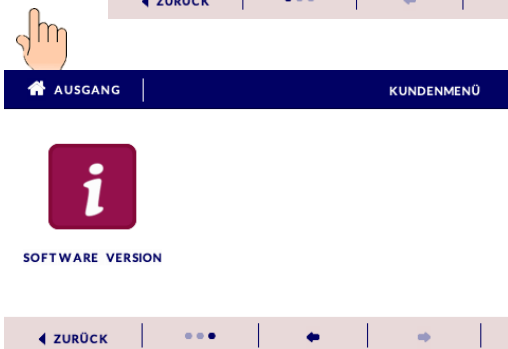 ZURÜCK
AUSGANG KUNDENMENÜ
i
SOFTWARE VERSION
ZURÜCK